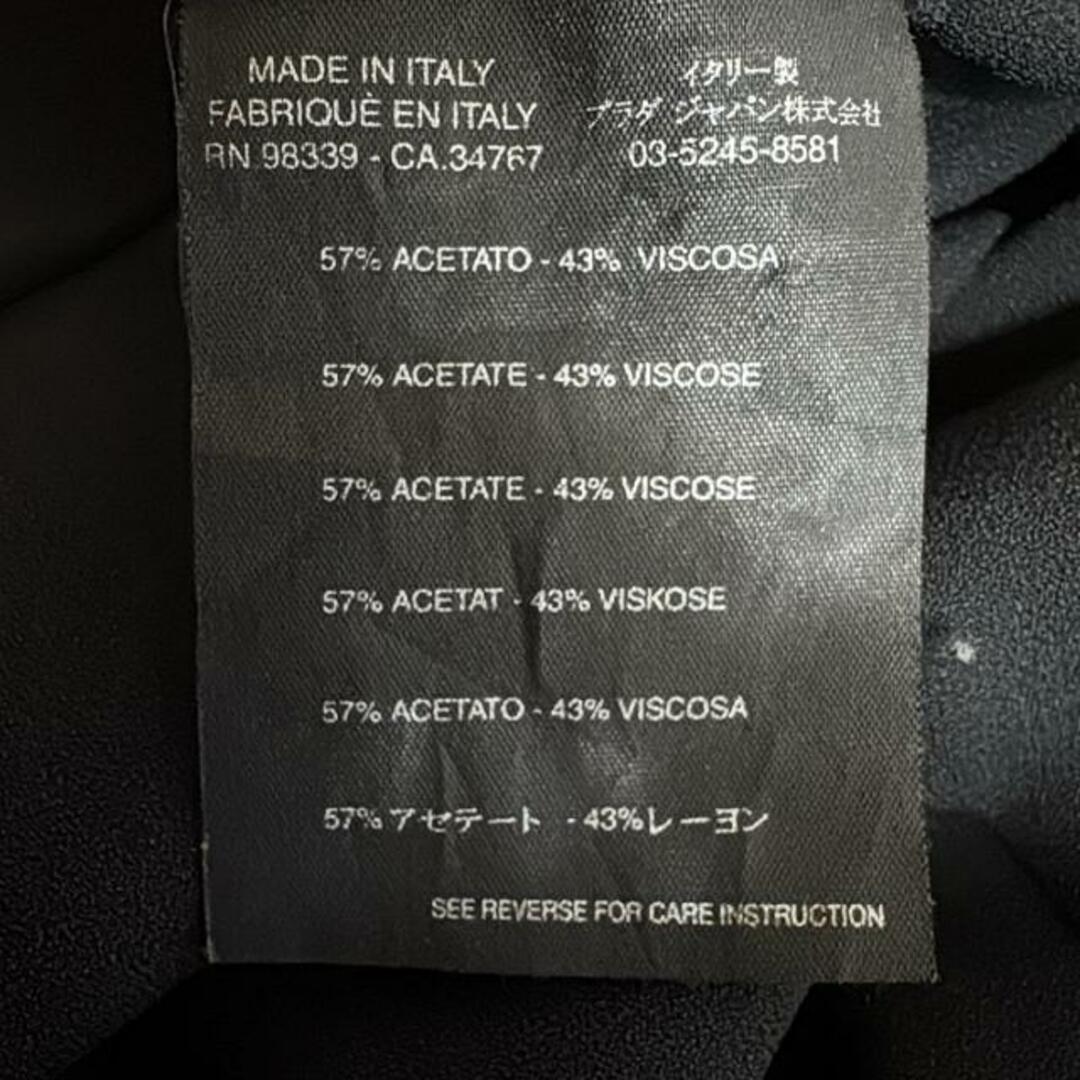 MADE IN ITALY
FABRIQUÈ EN ITALY
RN 98339 - CA.34767
イタリー製
プラダ ジャパン株式会社
03-5245-8581
57% ACETATO - 43% VISCOSA
57% ACETATE - 43% VISCOSE
57% ACETATE - 43% VISCOSE
57% ACETAT - 43% VISKOSE
57% ACETATO - 43% VISCOSA
57% アセテート - 43%レーヨン
SEE REVERSE FOR CARE INSTRUCTION